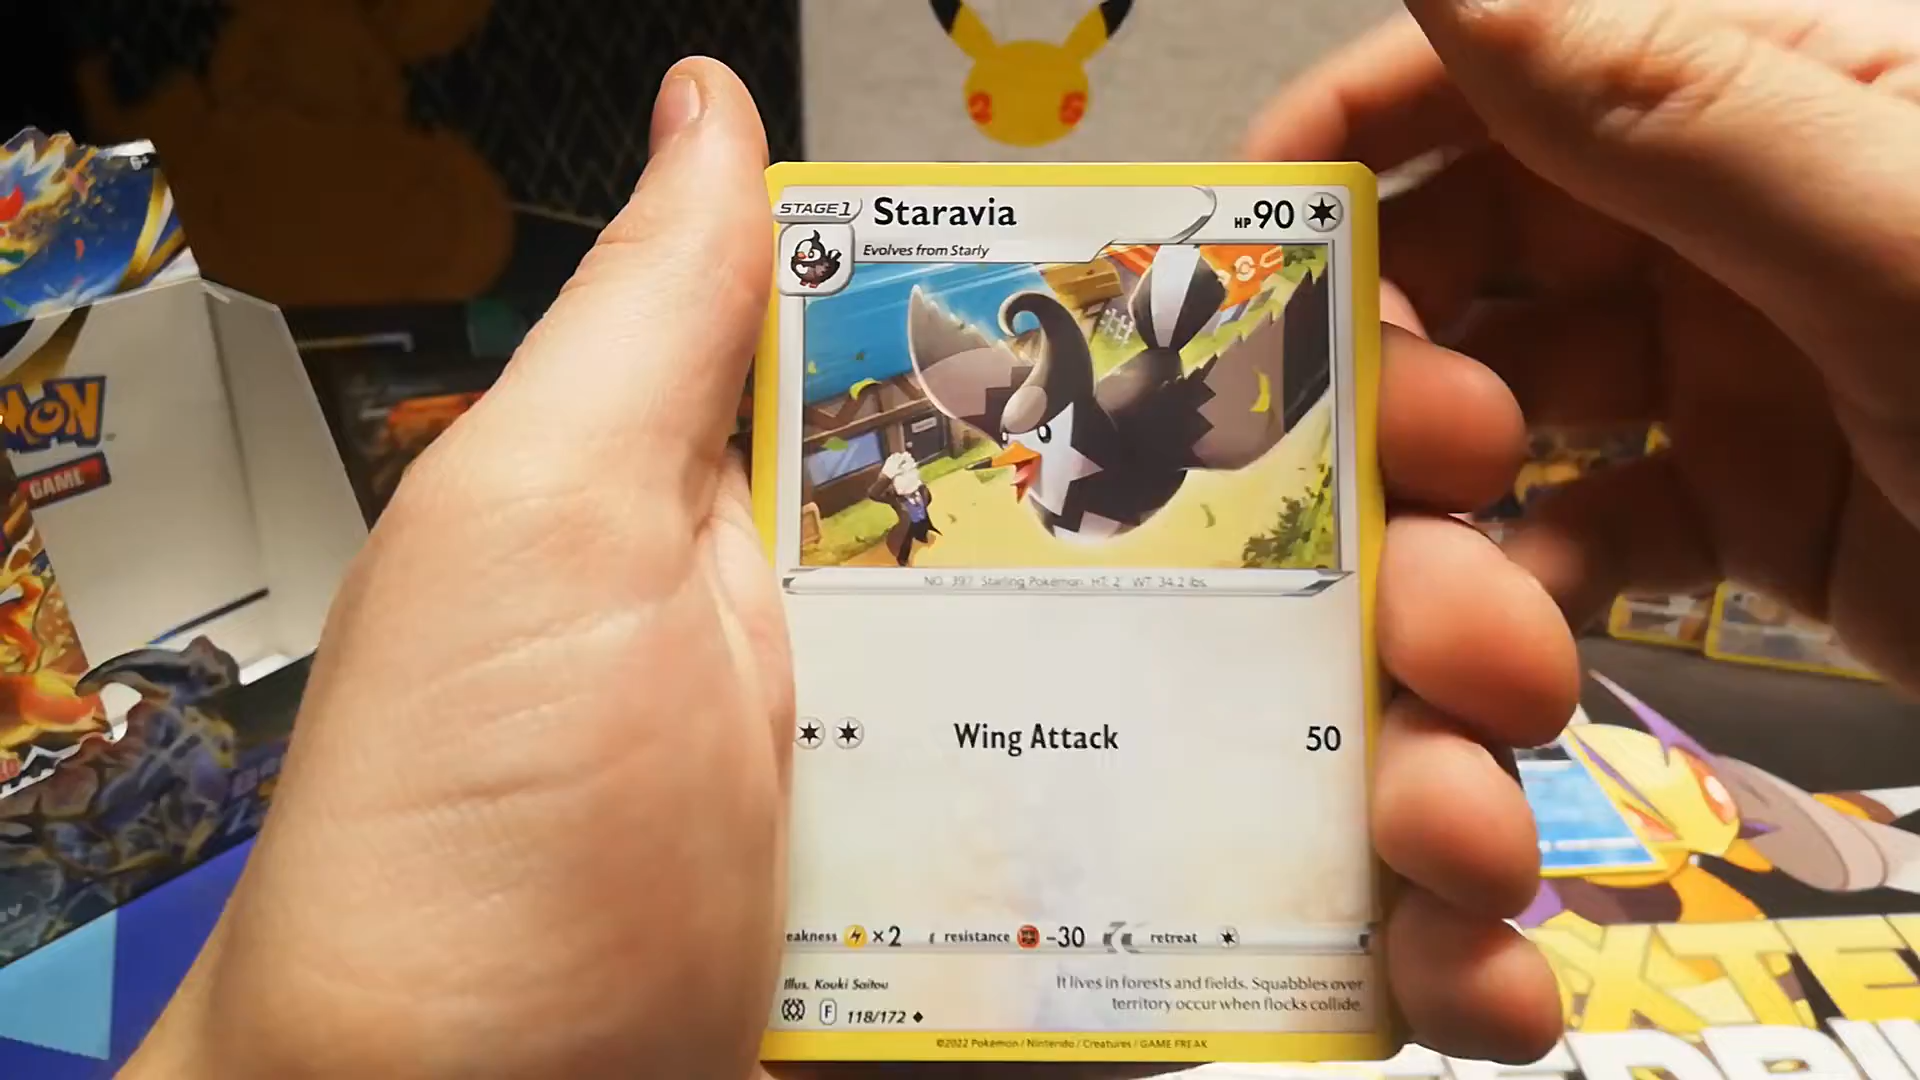 STAGE1 Staravia HP 90
Evolves from Starly
MON
GAME
NO. 397 Starling Pokémon HT: 2' WT: 34.2 lbs.
Wing Attack 50
eakness ×2 resistance -30 retreat
Illus. Kouki Saitou
It lives in forests and fields. Squabbles over
territory occur when flocks collide.
F 118/172
©2022 Pokémon / Nintendo / Creatures / GAME FREAK
XTE